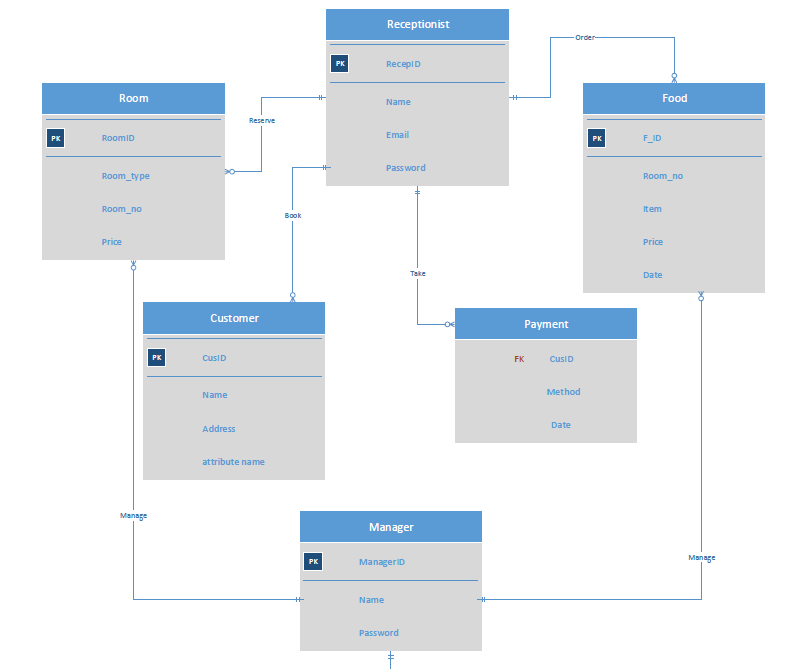 Receptionist
PK RecepID
Name
Email
Password
Order
Room
PK RoomID
Room_type
Room_no
Price
Reserve
Food
PK F_ID
Room_no
Item
Price
Date
Book
Take
Customer
PK CusID
Name
Address
attribute name
Payment
FK CusID
Method
Date
Manage
Manager
PK ManagerID
Name
Password
Manage